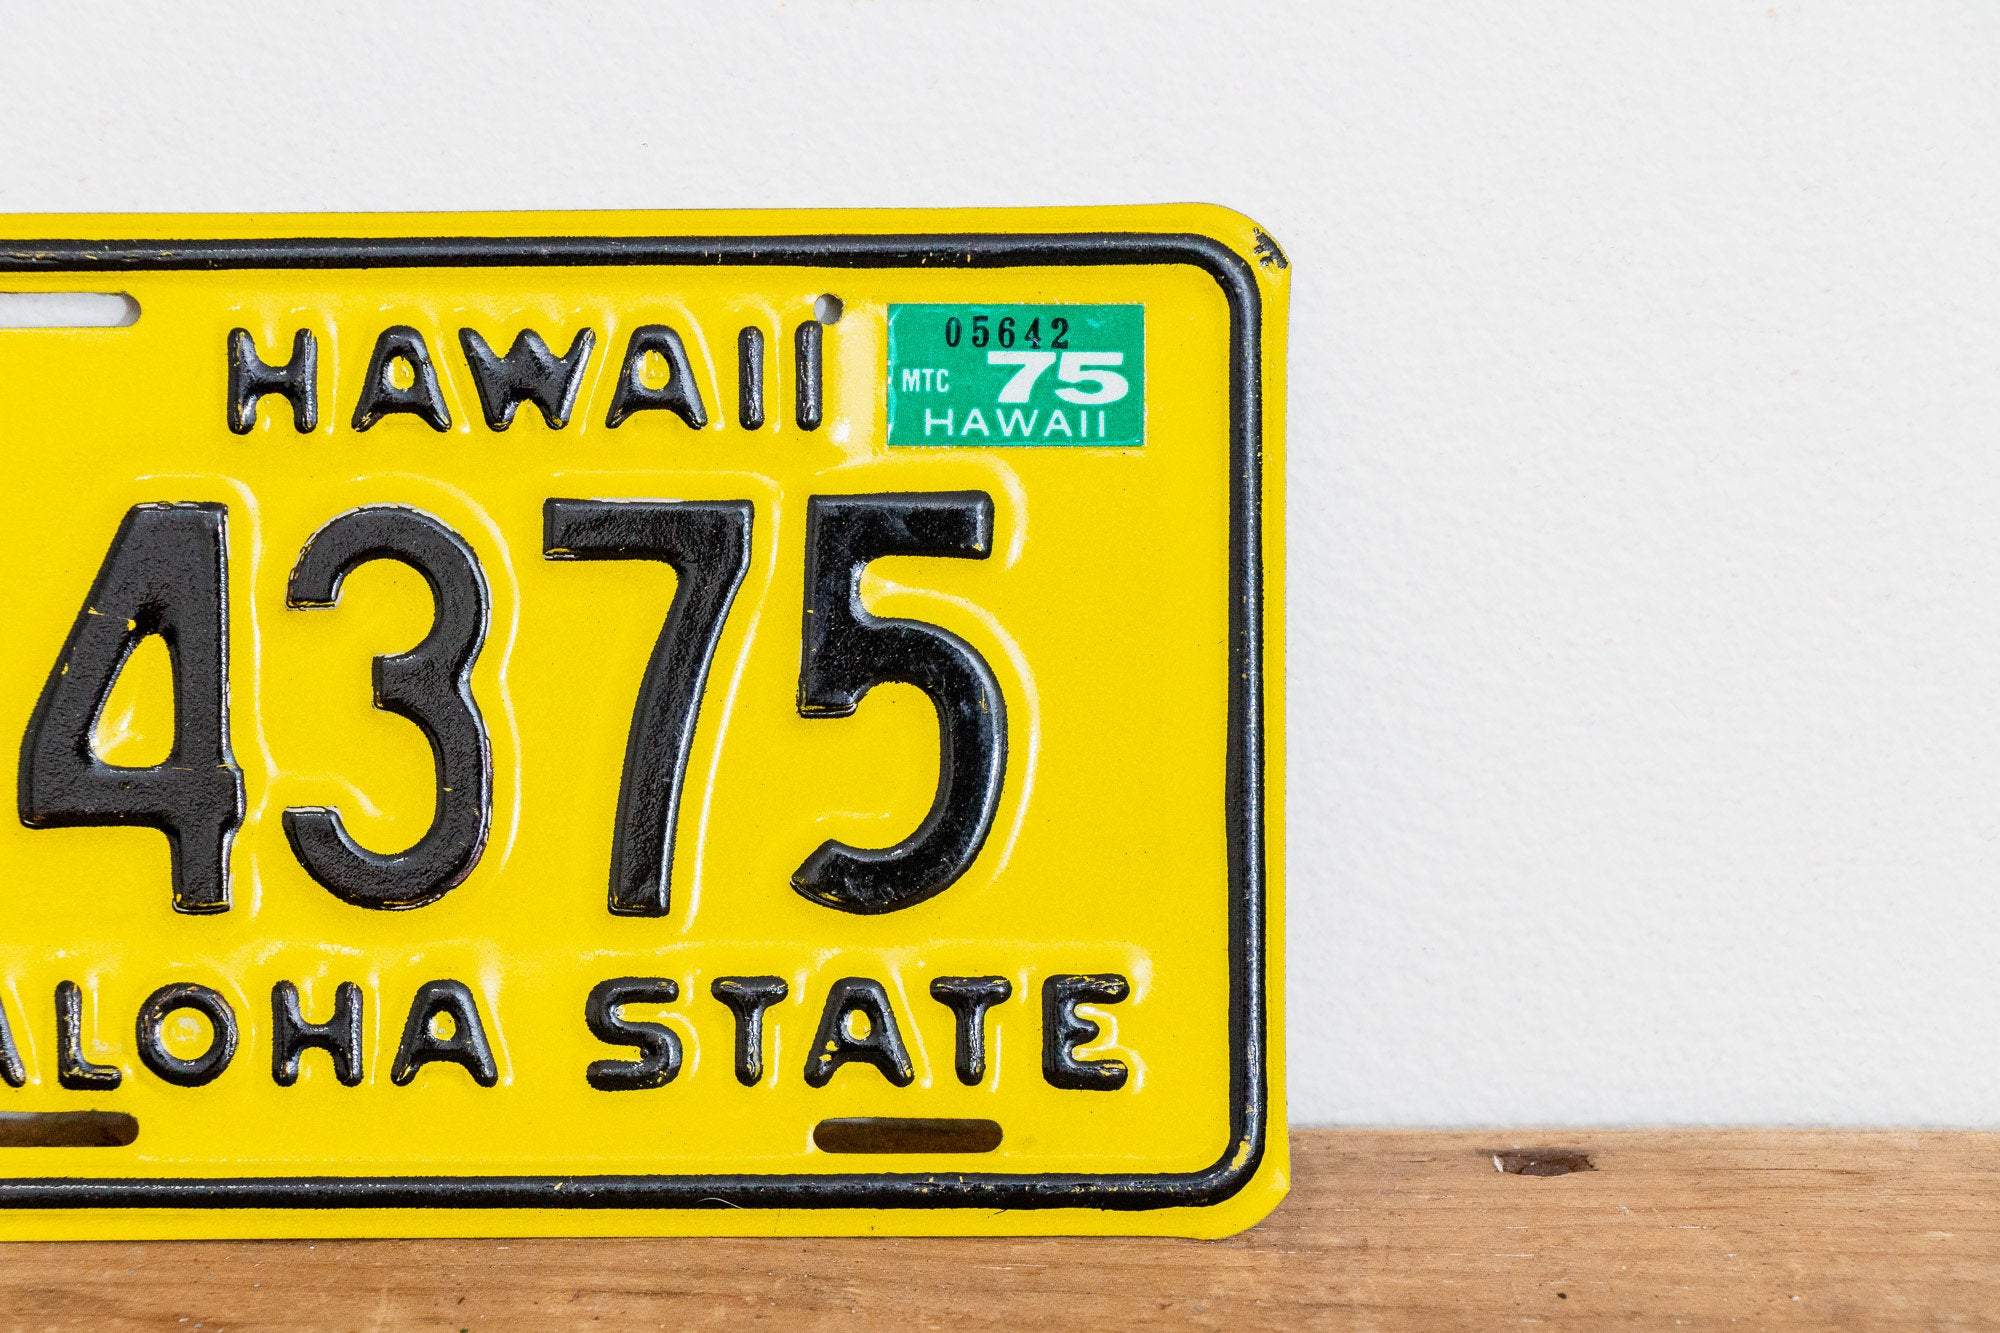 HAWAII
05642
MTC 75
HAWAII
4375
ALOHA STATE